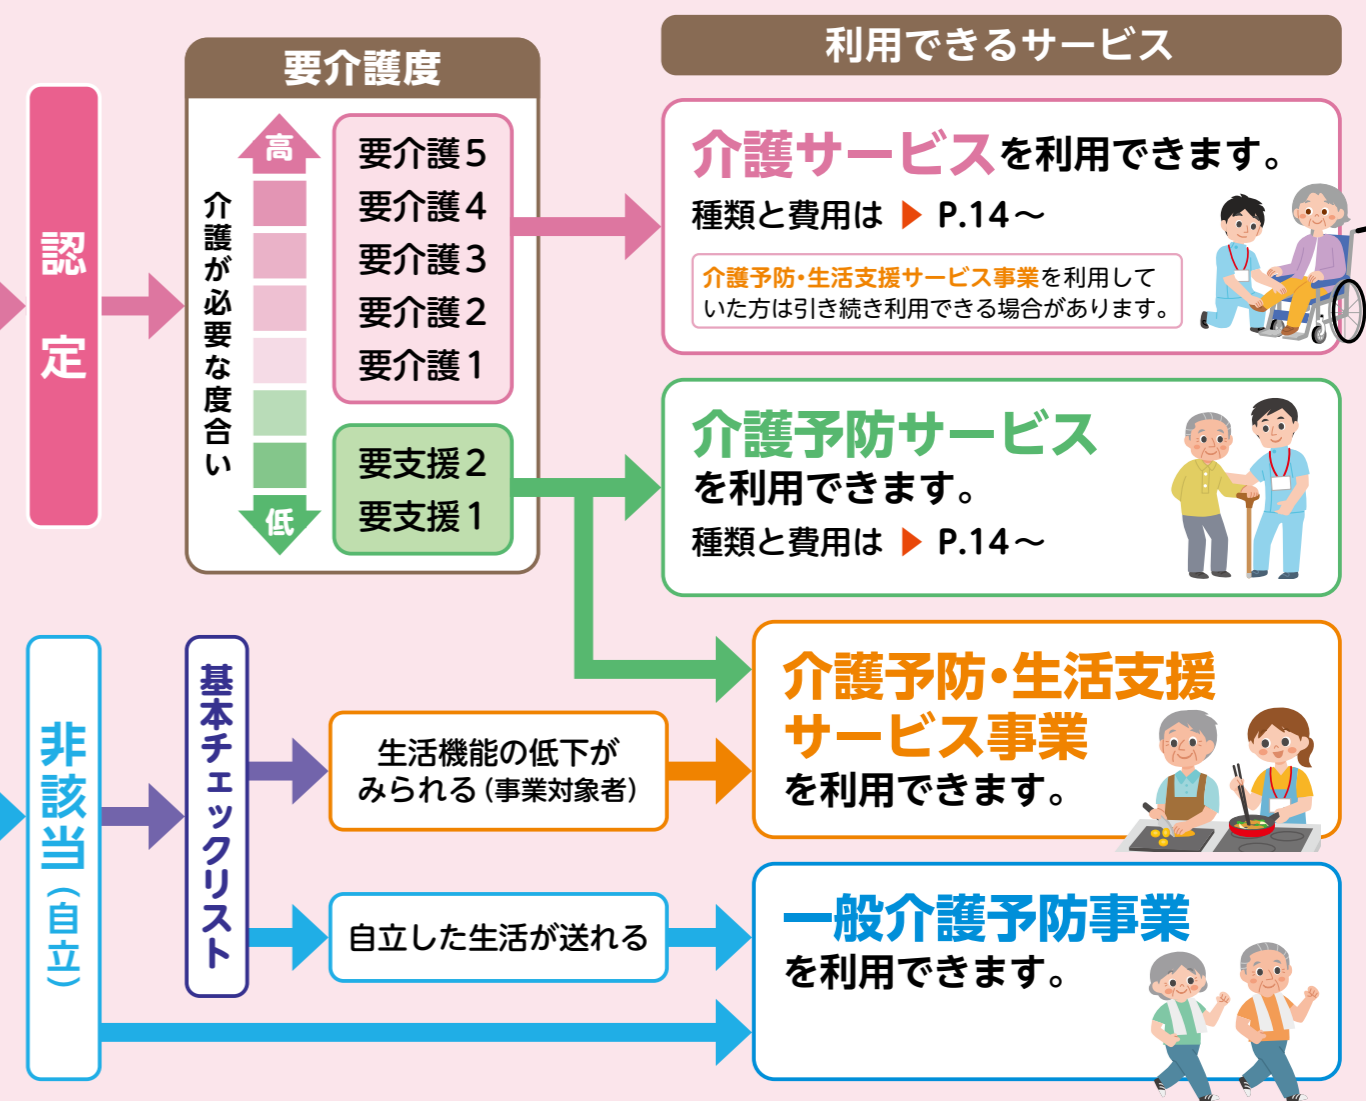 認定
要介護度
介護が必要な度合い
高
低
要介護5
要介護4
要介護3
要介護2
要介護1
要支援2
要支援1
利用できるサービス
介護サービスを利用できます。
種類と費用は ▶ P.14～
介護予防・生活支援サービス事業を利用して
いた方は引き続き利用できる場合があります。
介護予防サービス
を利用できます。
種類と費用は ▶ P.14～
非該当（自立）
基本チェックリスト
生活機能の低下が
みられる（事業対象者）
自立した生活が送れる
介護予防・生活支援
サービス事業
を利用できます。
一般介護予防事業
を利用できます。